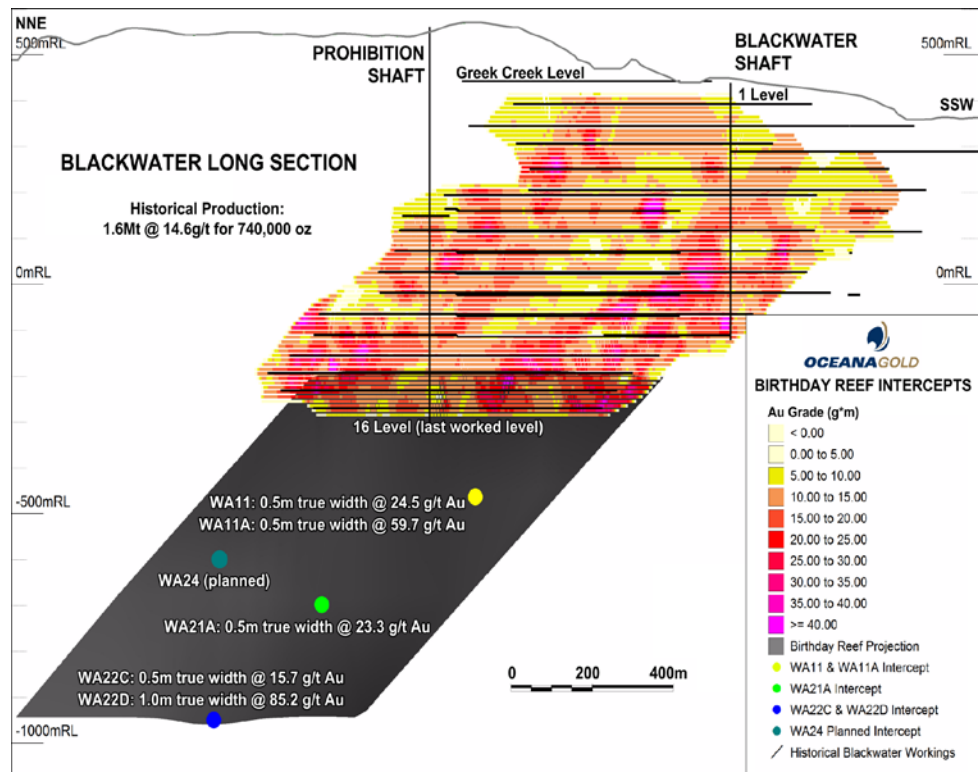 NNE
500mRL
PROHIBITION
SHAFT
BLACKWATER
SHAFT
500mRL
Greek Creek Level
1 Level
SSW
BLACKWATER LONG SECTION
Historical Production:
1.6Mt @ 14.6g/t for 740,000 oz
0mRL
0mRL
16 Level (last worked level)
-500mRL
WA11: 0.5m true width @ 24.5 g/t Au
WA11A: 0.5m true width @ 59.7 g/t Au
WA24 (planned)
WA21A: 0.5m true width @ 23.3 g/t Au
WA22C: 0.5m true width @ 15.7 g/t Au
WA22D: 1.0m true width @ 85.2 g/t Au
-1000mRL
0 200 400m
OCEANAGOLD
BIRTHDAY REEF INTERCEPTS
Au Grade (g*m)
< 0.00
0.00 to 5.00
5.00 to 10.00
10.00 to 15.00
15.00 to 20.00
20.00 to 25.00
25.00 to 30.00
30.00 to 35.00
35.00 to 40.00
>= 40.00
Birthday Reef Projection
WA11 & WA11A Intercept
WA21A Intercept
WA22C & WA22D Intercept
WA24 Planned Intercept
Historical Blackwater Workings